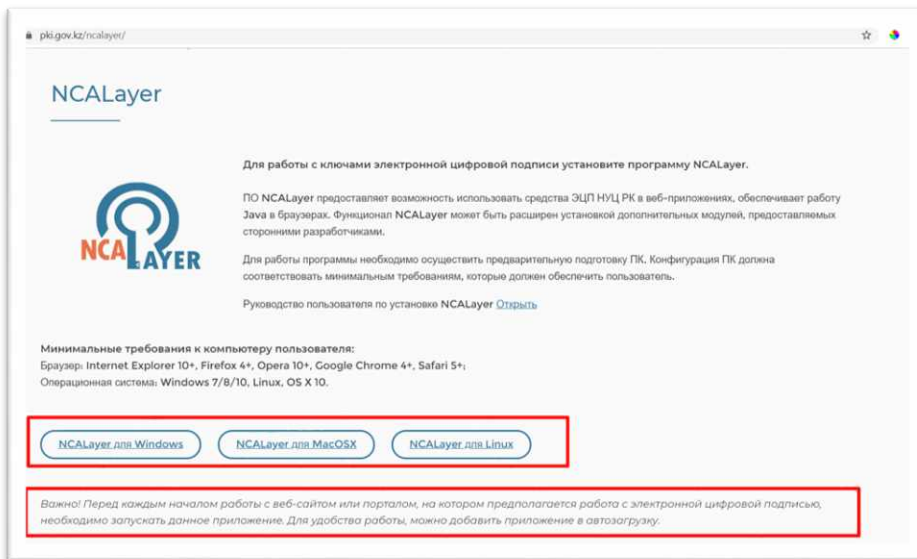 pki.gov.kz/ncalayer/
NCALayer
Для работы с ключами электронной цифровой подписи установите программу NCALayer.
ПО NCALayer предоставляет возможность использовать средства ЭЦП НУЦ РК в веб-приложениях, обеспечивает работу
Java в браузерах. Функционал NCALayer может быть расширен установкой дополнительных модулей, предоставляемых
сторонними разработчиками.
NCALAYER
Для работы программы необходимо осуществить предварительную подготовку ПК. Конфигурация ПК должна
соответствовать минимальным требованиям, которые должен обеспечить пользователь.
Руководство пользователя по установке NCALayer Открыть
Минимальные требования к компьютеру пользователя:
Браузер: Internet Explorer 10+, Firefox 4+, Opera 10+, Google Chrome 4+, Safari 5+;
Операционная система: Windows 7/8/10, Linux, OS X 10.
NCALayer для Windows NCALayer для MacOSX NCALayer для Linux
Важно! Перед каждым началом работы с веб-сайтом или порталом, на котором предполагается работа с электронной цифровой подписью,
необходимо запускать данное приложение. Для удобства работы, можно добавить приложение в автозагрузку.